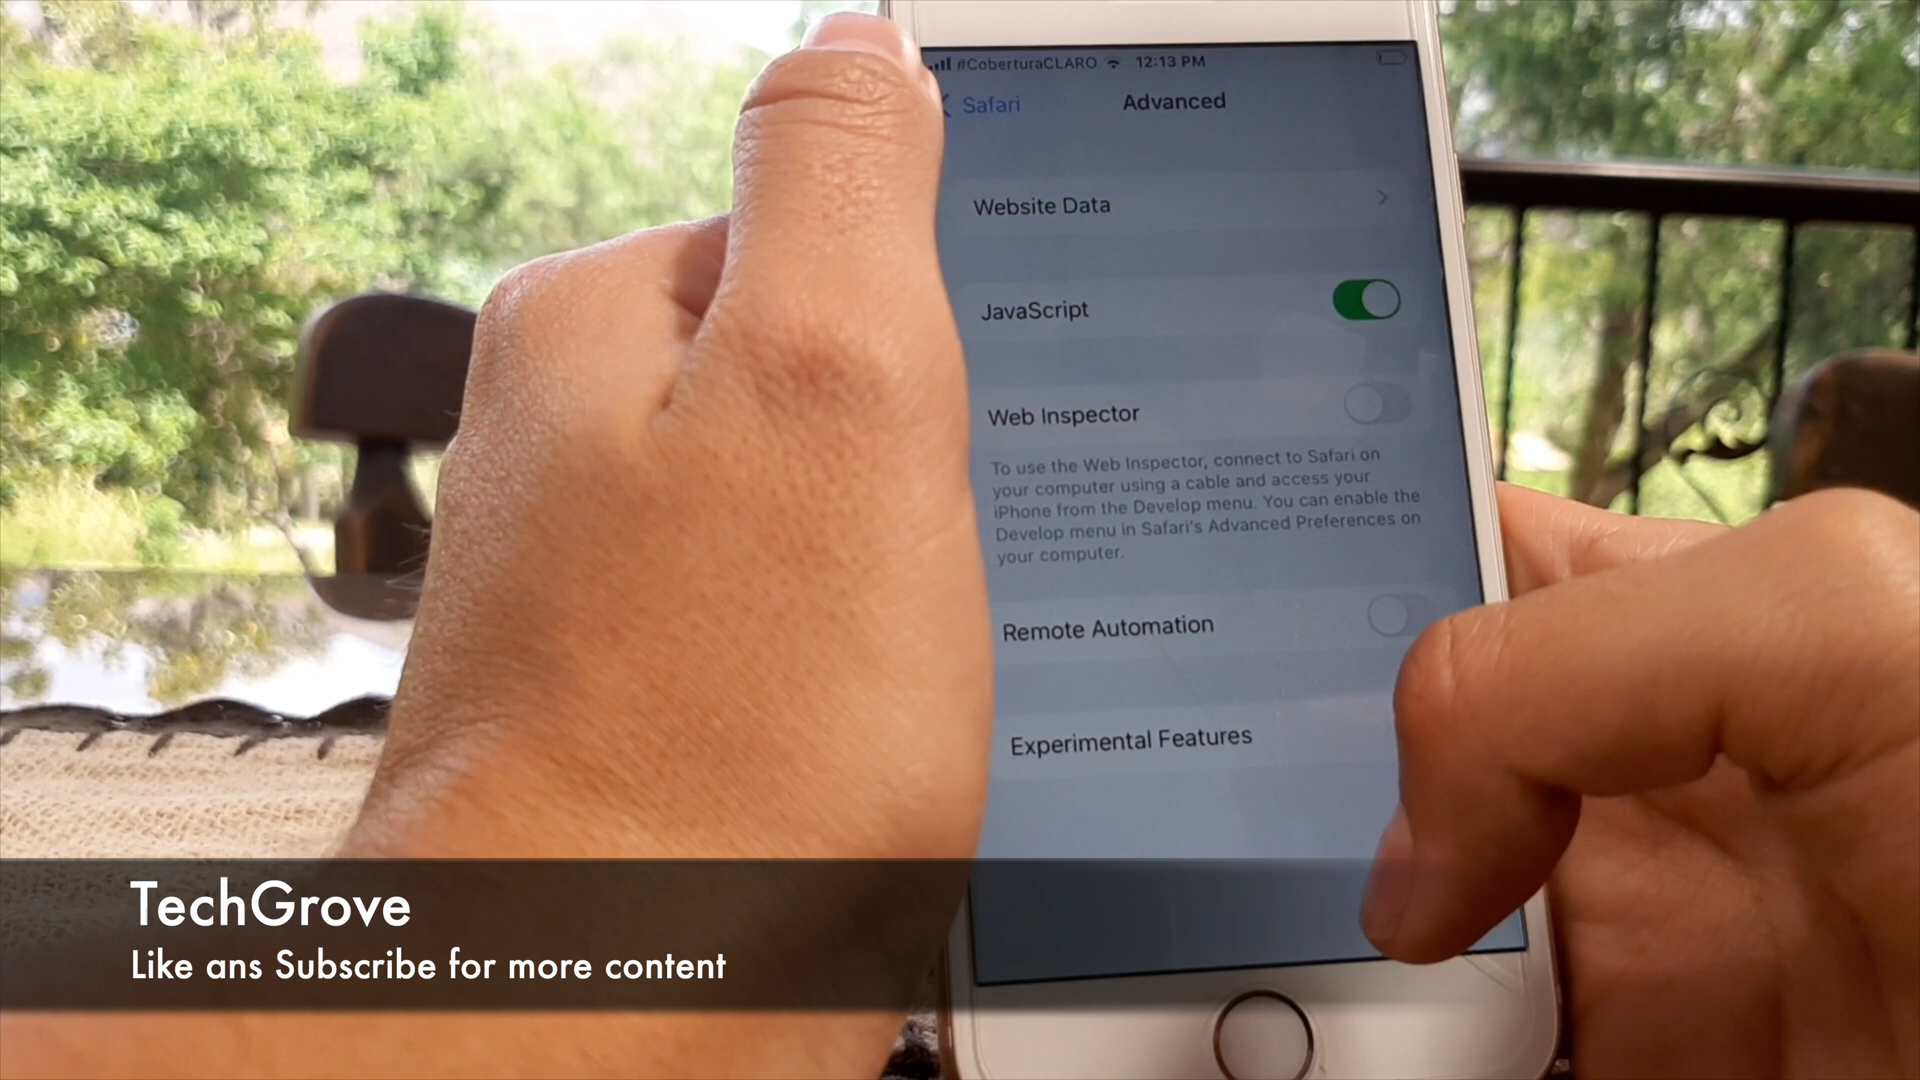 #CoberturaCLARO 12:13 PM
Safari Advanced
Website Data
JavaScript
Web Inspector
To use the Web Inspector, connect to Safari on
your computer using a cable and access your
iPhone from the Develop menu. You can enable the
Develop menu in Safari's Advanced Preferences on
your computer.
Remote Automation
Experimental Features
TechGrove
Like ans Subscribe for more content